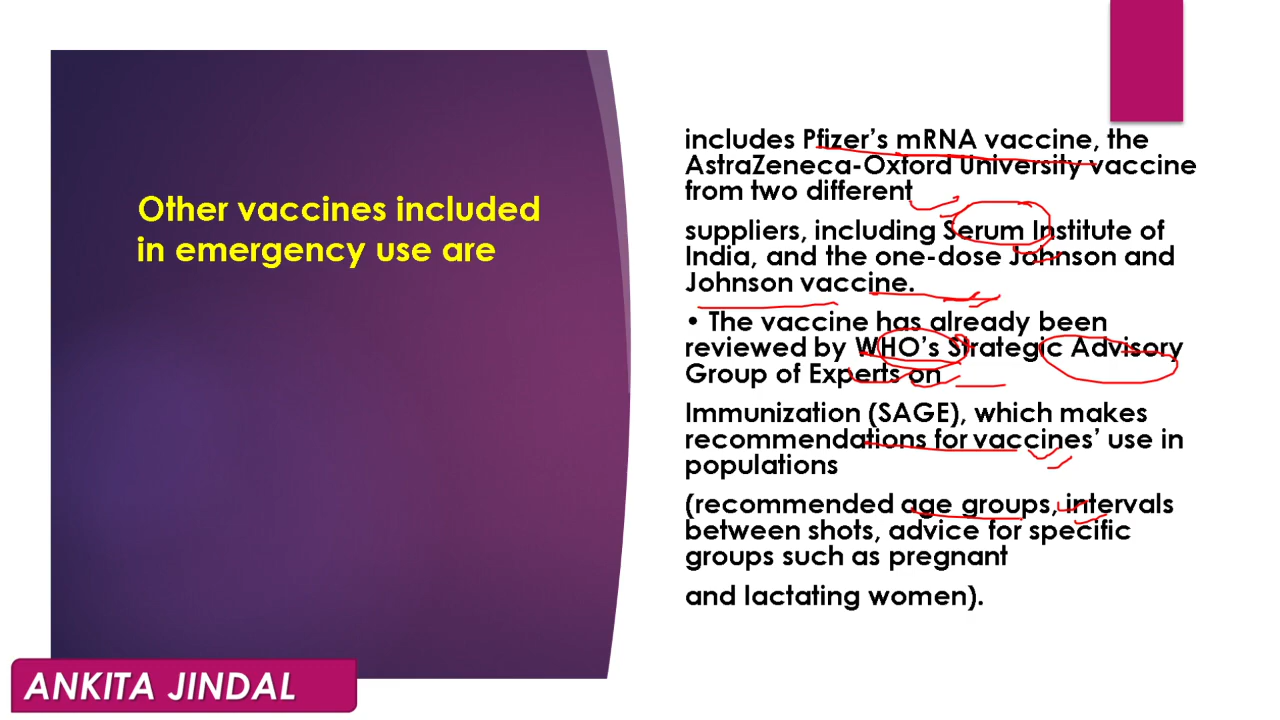 Other vaccines included
in emergency use are
includes Pfizer's mRNA vaccine, the
AstraZeneca-Oxford University vaccine
from two different
suppliers, including Serum Institute of
India, and the one-dose Johnson and
Johnson vaccine.
• The vaccine has already been
reviewed by WHO's Strategic Advisory
Group of Experts on
Immunization (SAGE), which makes
recommendations for vaccines' use in
populations
(recommended age groups, intervals
between shots, advice for specific
groups such as pregnant
and lactating women).
ANKITA JINDAL